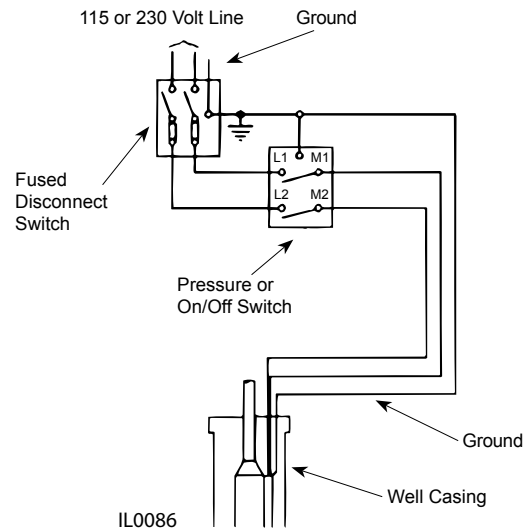 115 or 230 Volt Line
Ground
Fused
Disconnect
Switch
L1 M1
L2 M2
Pressure or
On/Off Switch
Ground
Well Casing
IL0086